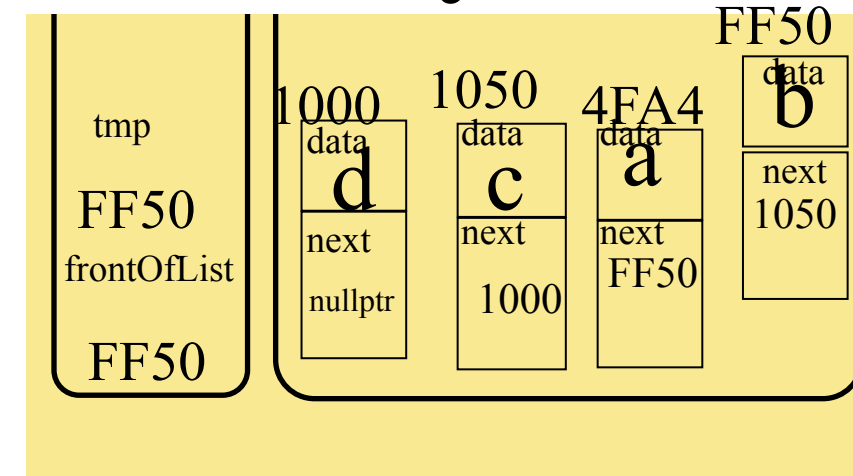 tmp
FF50
frontOfList
FF50
1000
data
d
next
nullptr
1050
data
c
next
1000
4FA4
data
a
next
FF50
FF50
data
b
next
1050